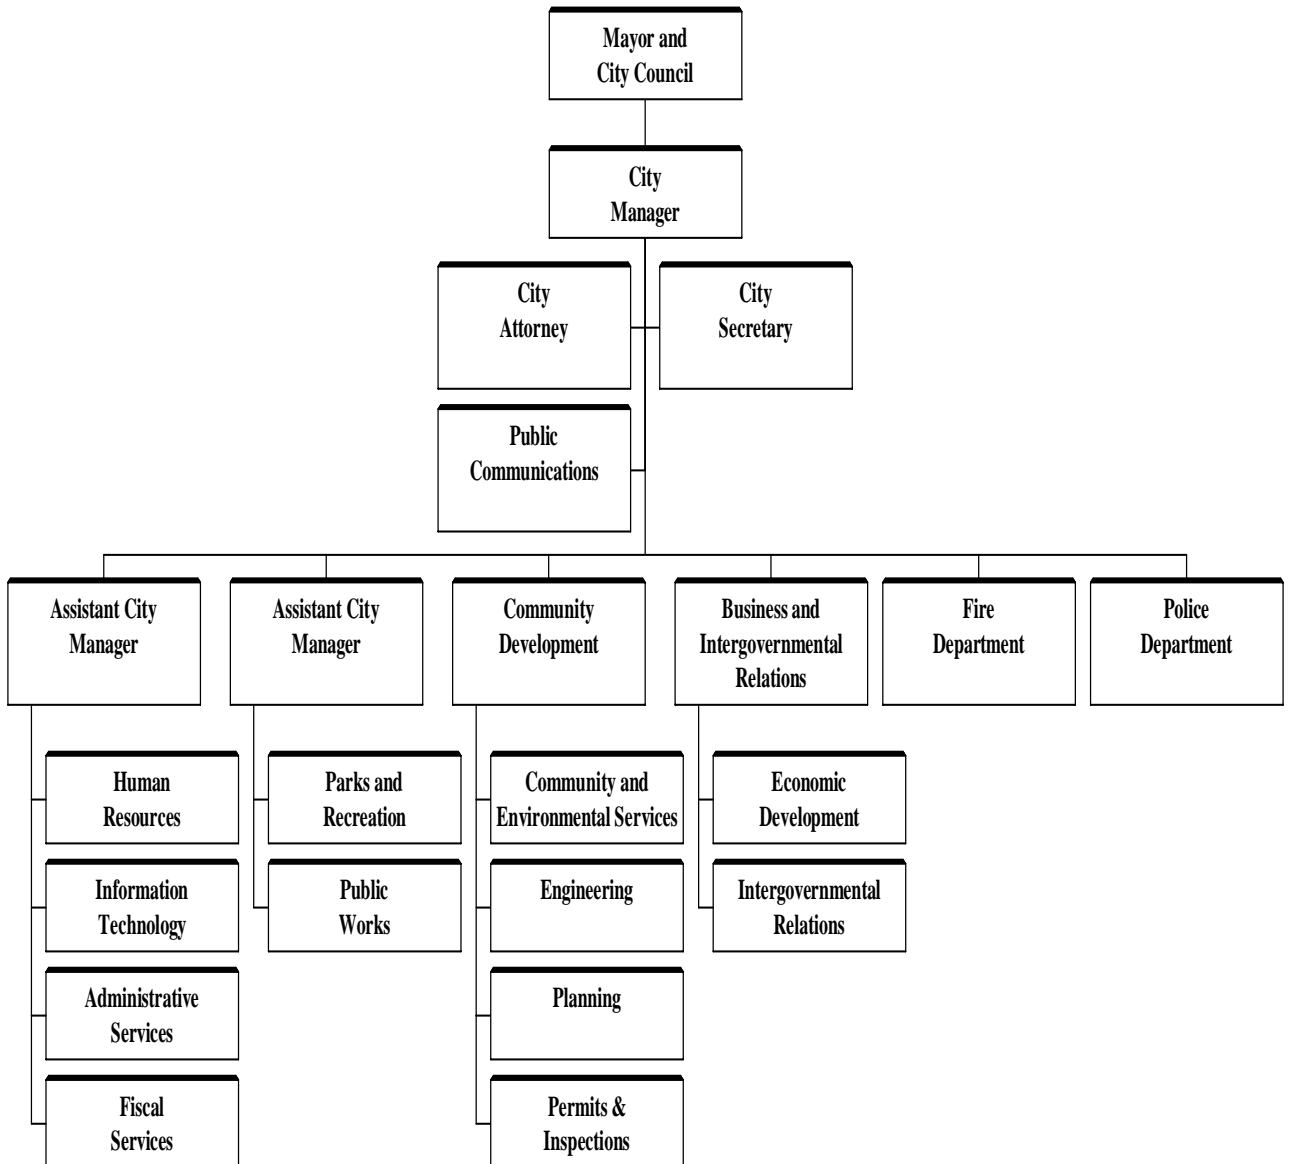 Mayor and
City Council
City
Manager
City
Attorney
City
Secretary
Public
Communications
Assistant City
Manager
Assistant City
Manager
Community
Development
Business and
Intergovernmental
Relations
Fire
Department
Police
Department
Human
Resources
Information
Technology
Administrative
Services
Fiscal
Services
Parks and
Recreation
Public
Works
Community and
Environmental Services
Engineering
Planning
Permits &
Inspections
Economic
Development
Intergovernmental
Relations